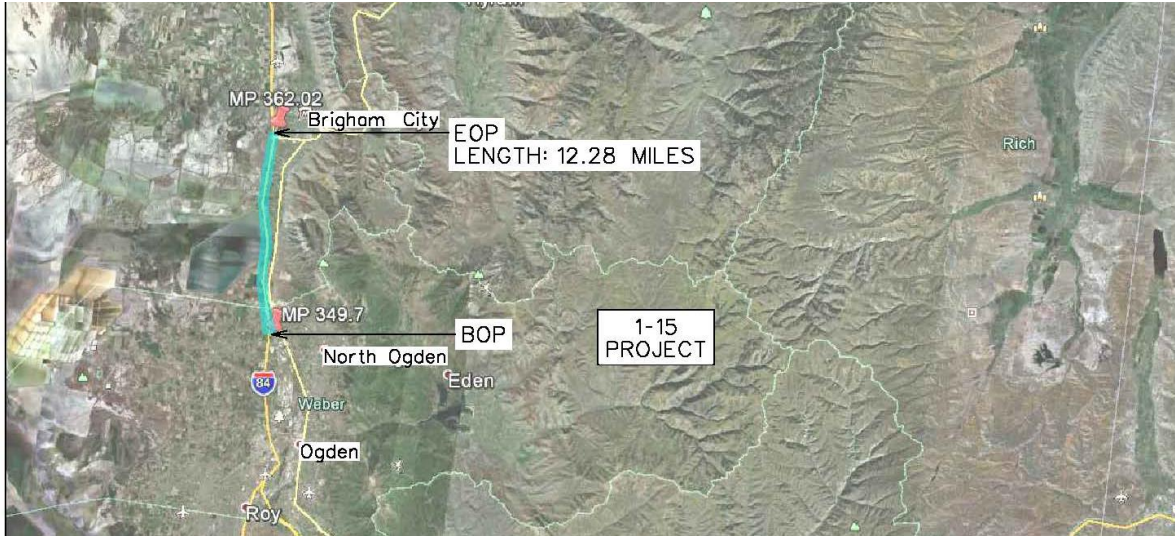 MP 362.02
Brigham City
EOP
LENGTH: 12.28 MILES
Rich
MP 349.7
BOP
1-15
PROJECT
North Ogden
Eden
84
Weber
Ogden
Roy